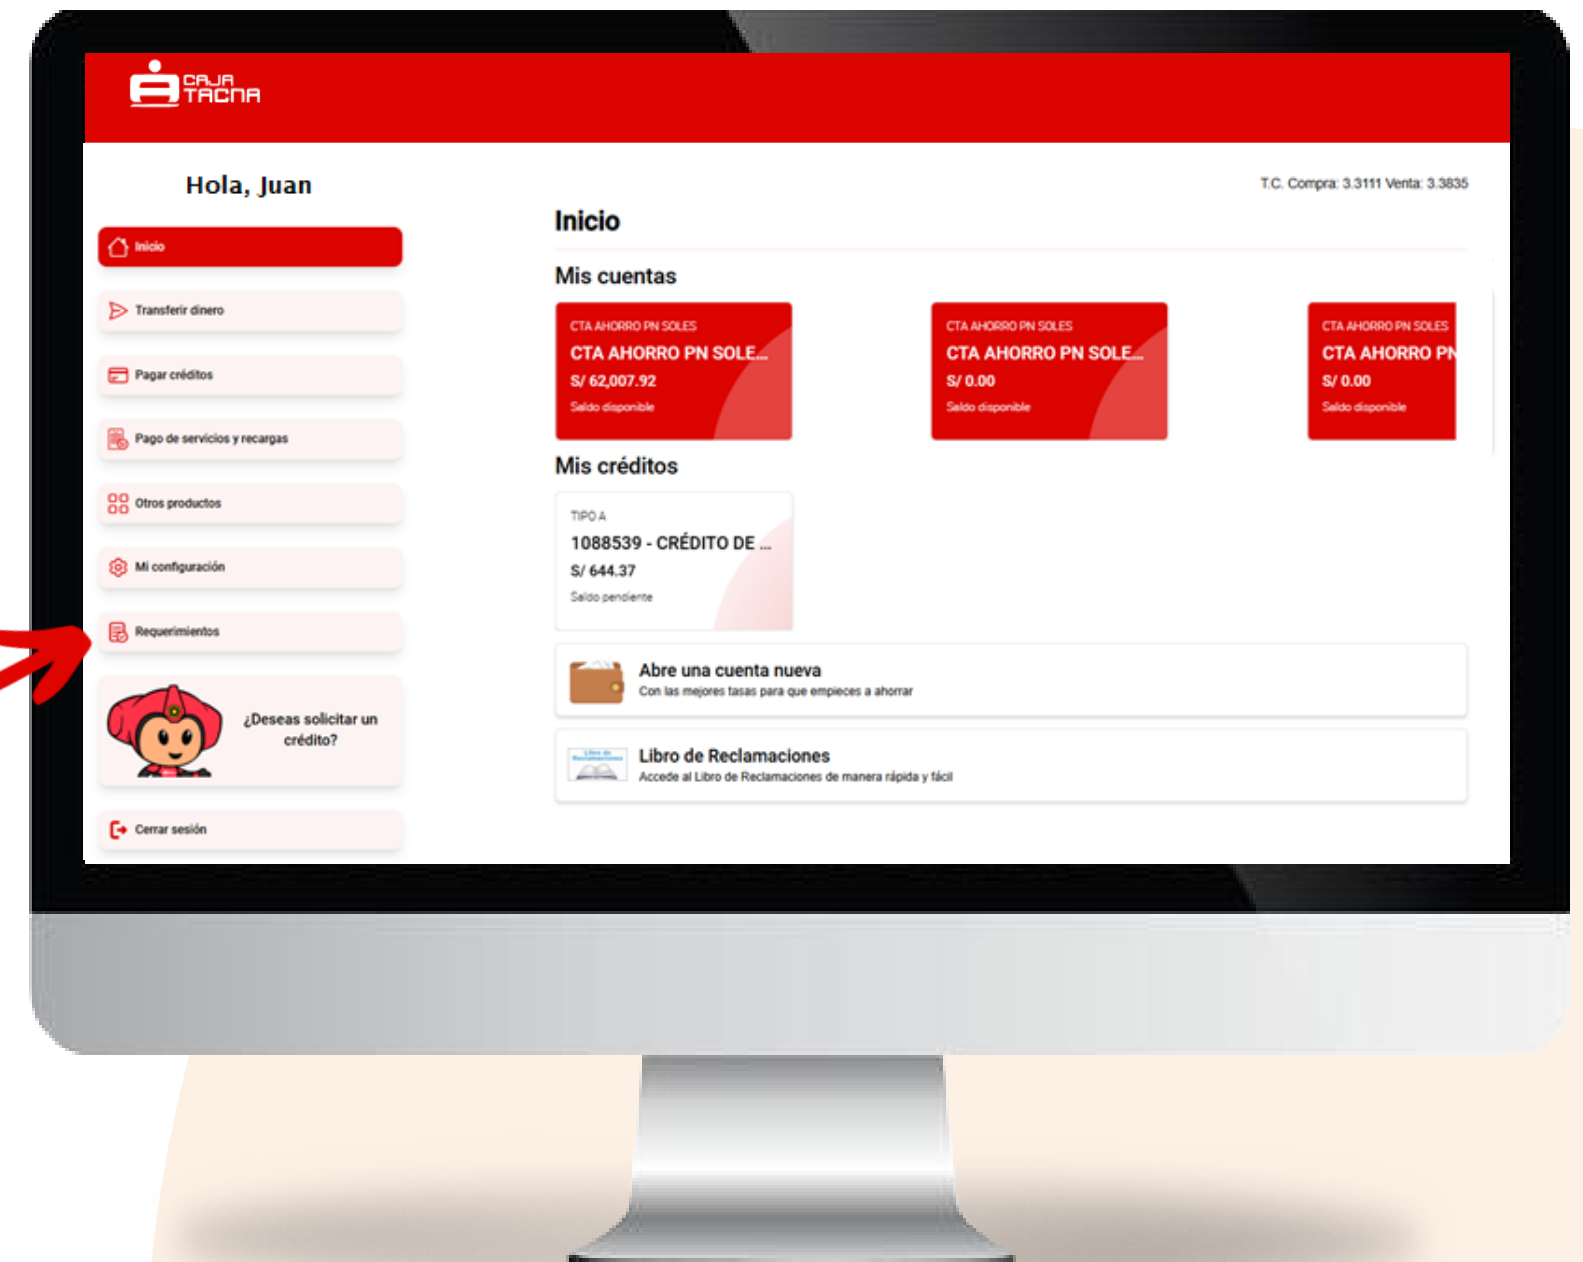 CAJA
TACNA
Hola, Juan
T.C. Compra: 3.3111 Venta: 3.3835
Inicio
Inicio
Transferir dinero
Pagar créditos
Pago de servicios y recargas
Otros productos
Mi configuración
Requerimientos
¿Deseas solicitar un
crédito?
Cerrar sesión
Mis cuentas
CTA AHORRO PN SOLES
CTA AHORRO PN SOLE...
S/ 62,007.92
Saldo disponible
CTA AHORRO PN SOLES
CTA AHORRO PN SOLE...
S/ 0.00
Saldo disponible
CTA AHORRO PN SOLES
CTA AHORRO PN
S/ 0.00
Saldo disponible
Mis créditos
TIPO A
1088539 - CRÉDITO DE ...
S/ 644.37
Saldo pendiente
Abre una cuenta nueva
Con las mejores tasas para que empieces a ahorrar
Libro de
Reclamaciones
Libro de Reclamaciones
Accede al Libro de Reclamaciones de manera rápida y fácil